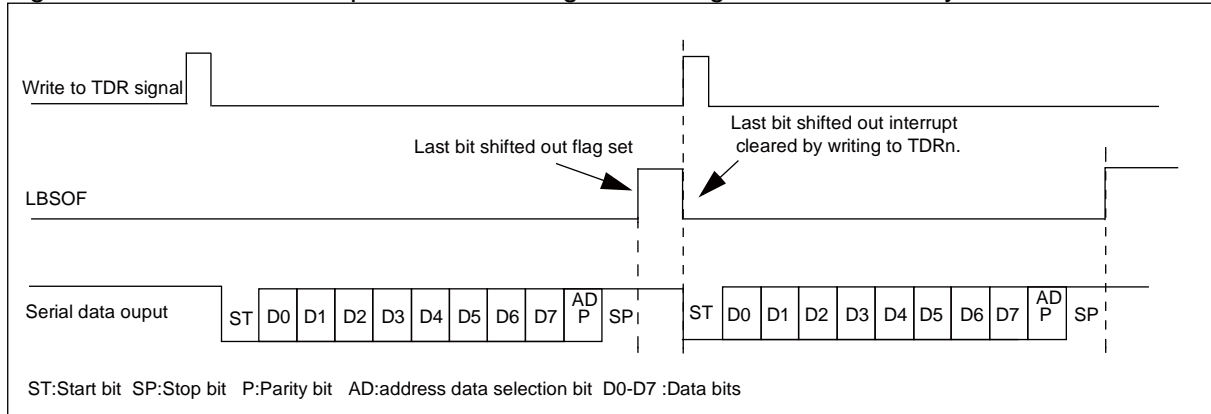 Write to TDR signal
Last bit shifted out flag set
Last bit shifted out interrupt
cleared by writing to TDRn.
LBSOF
Serial data ouput
ST D0 D1 D2 D3 D4 D5 D6 D7 AD P SP ST D0 D1 D2 D3 D4 D5 D6 D7 AD P SP
ST:Start bit SP:Stop bit P:Parity bit AD:address data selection bit D0-D7 :Data bits